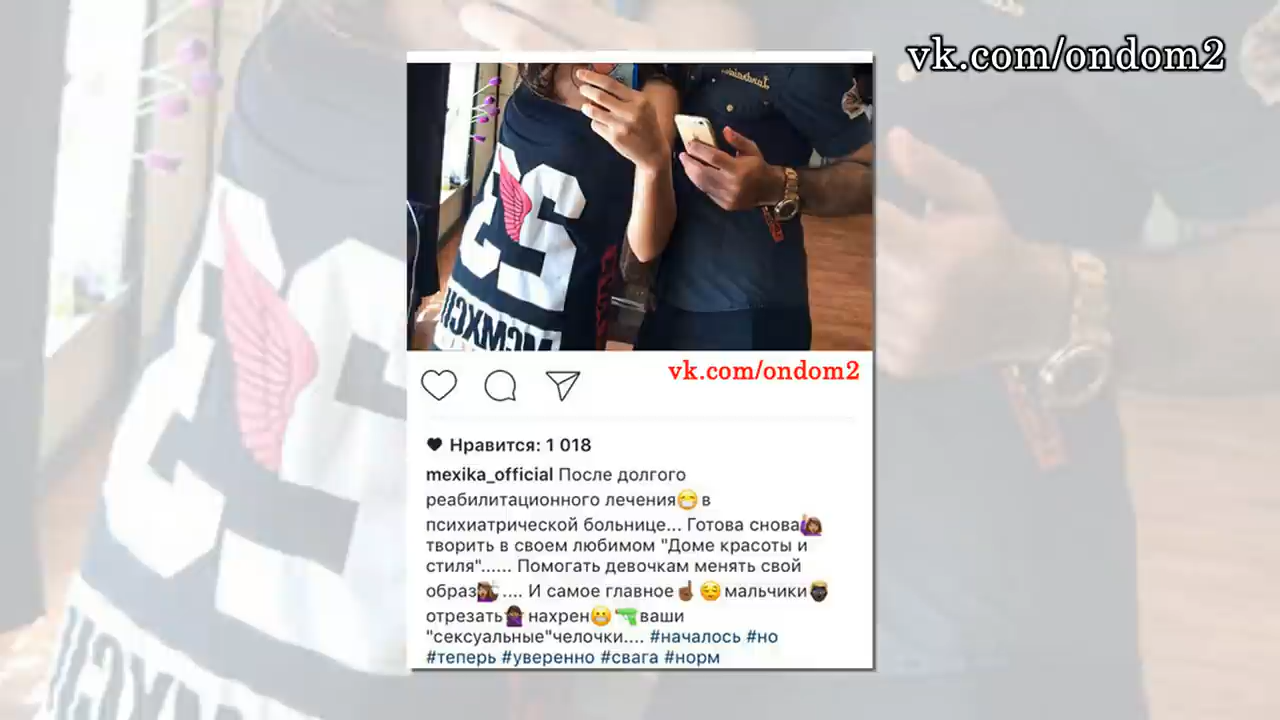 vk.com/ondom2
vk.com/ondom2
Нравится: 1 018
mexika_official После долгого
реабилитационного лечения😷в
психиатрической больнице... Готова снова🙋🏽‍♀️
творить в своем любимом "Доме красоты и
стиля"...... Помогать девочкам менять свой
образ💇🏽‍♀️.... И самое главное☝🏾😌мальчики👨🏿
отрезать🙅🏾‍♀️нахрен😬🔫ваши
"сексуальные"челочки.... #началось #но
#теперь #уверенно #свага #норм